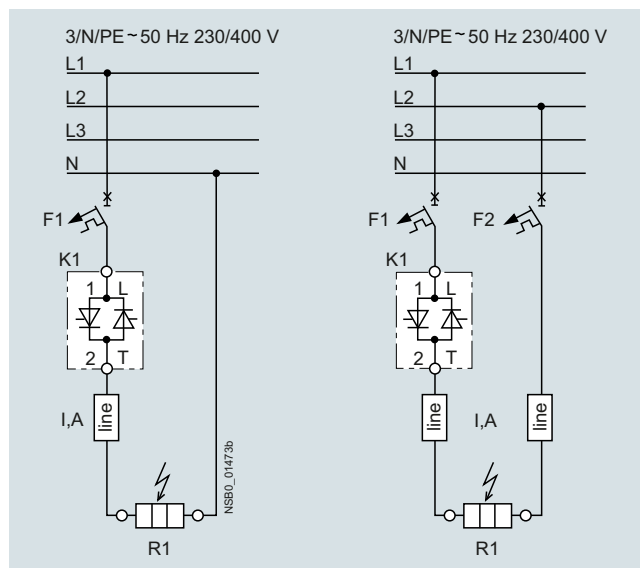 3/N/PE~50 Hz 230/400 V
L1
L2
L3
N
F1
K1
1 L
2 T
I,A
line
NSB0_01473b
R1
3/N/PE~50 Hz 230/400 V
L1
L2
L3
N
F1
F2
K1
1 L
2 T
line
I,A
line
R1